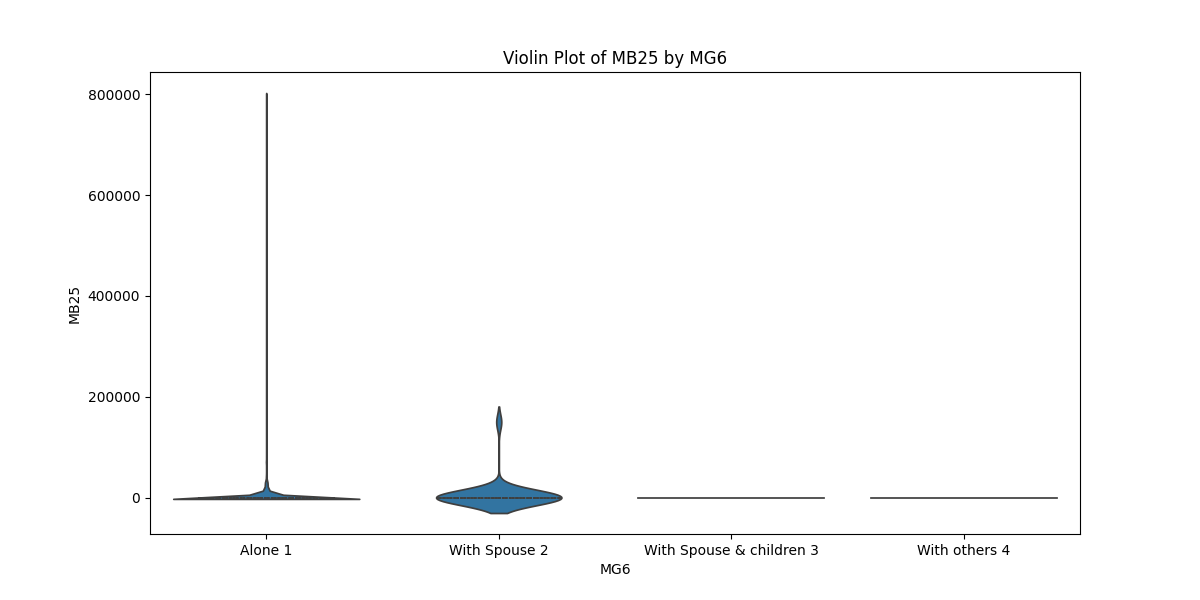 Violin Plot of MB25 by MG6
800000
600000
400000
200000
0
MB25
Alone 1
With Spouse 2
With Spouse & children 3
With others 4
MG6